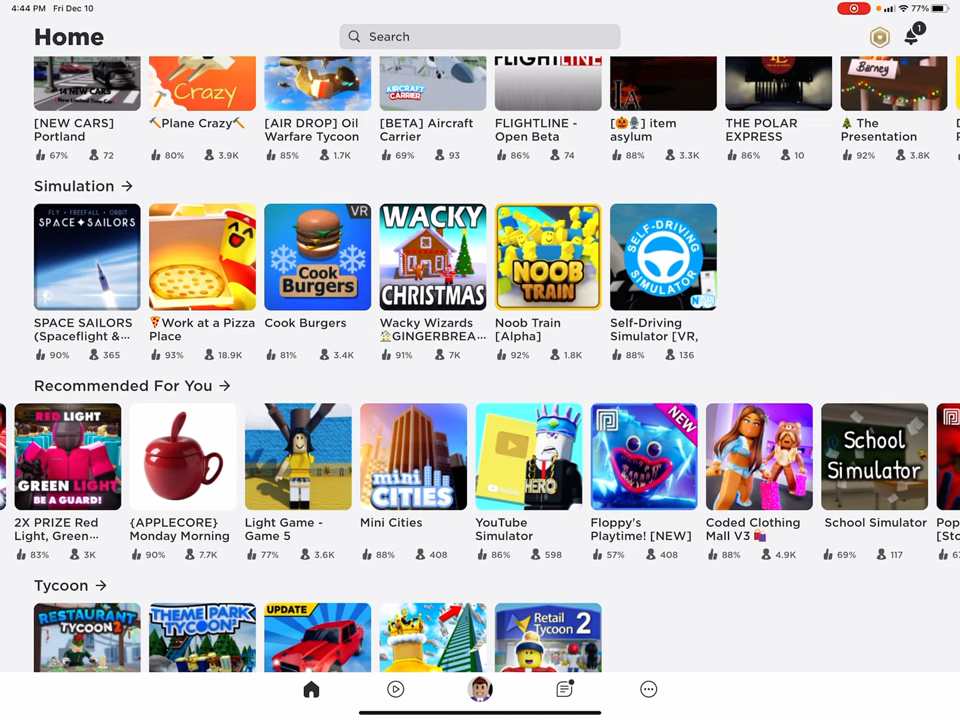 4:44 PM Fri Dec 10
77%
Home
Search
1
14 NEW CARS
New Limited Time Car
Crazy
AIRCRAFT
CARRIER
FLIGHTLINE
IA
Barney
[NEW CARS] Portland
🔨Plane Crazy🔨
[AIR DROP] Oil Warfare Tycoon
[BETA] Aircraft Carrier
FLIGHTLINE - Open Beta
[🎃🎙️] item asylum
THE POLAR EXPRESS
🎄 The Presentation
67% 72
80% 3.9K
85% 1.7K
69% 93
86% 74
88% 3.3K
86% 10
92% 3.8K
Simulation →
FLY • FREEFALL • ORBIT
SPACE SAILORS
VR
Cook
Burgers
WACKY
CHRISTMAS
NOOB
TRAIN
SELF-DRIVING
SIMULATOR
SPACE SAILORS (Spaceflight &...
🍕Work at a Pizza Place
Cook Burgers
Wacky Wizards 🏠GINGERBREA...
Noob Train [Alpha]
Self-Driving Simulator [VR,
90% 365
93% 18.9K
81% 3.4K
91% 7K
92% 1.8K
88% 136
Recommended For You →
RED LIGHT
GREEN LIGHT
BE A GUARD!
mini
CITIES
YouTube
HERO
NEW
School
Simulator
2X PRIZE Red Light, Green...
{APPLECORE} Monday Morning
Light Game - Game 5
Mini Cities
YouTube Simulator
Floppy's Playtime! [NEW]
Coded Clothing Mall V3 🛍️
School Simulator
Pop
[Sto
83% 3K
90% 7.7K
77% 3.6K
88% 408
86% 598
57% 408
88% 4.9K
69% 117
Tycoon →
RESTAURANT
TYCOON 2
THEME PARK
TYCOON 2
UPDATE
Retail
Tycoon 2